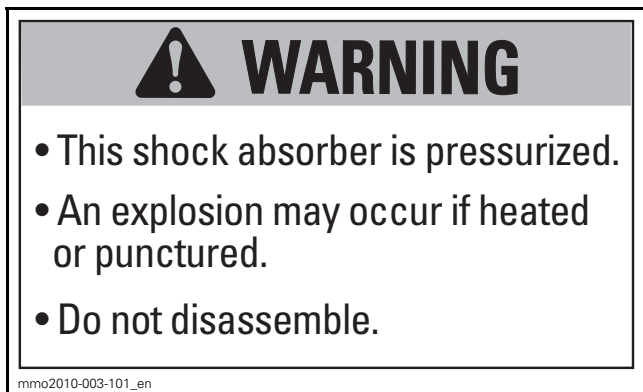 WARNING
• This shock absorber is pressurized.
• An explosion may occur if heated
or punctured.
• Do not disassemble.
mmo2010-003-101_en